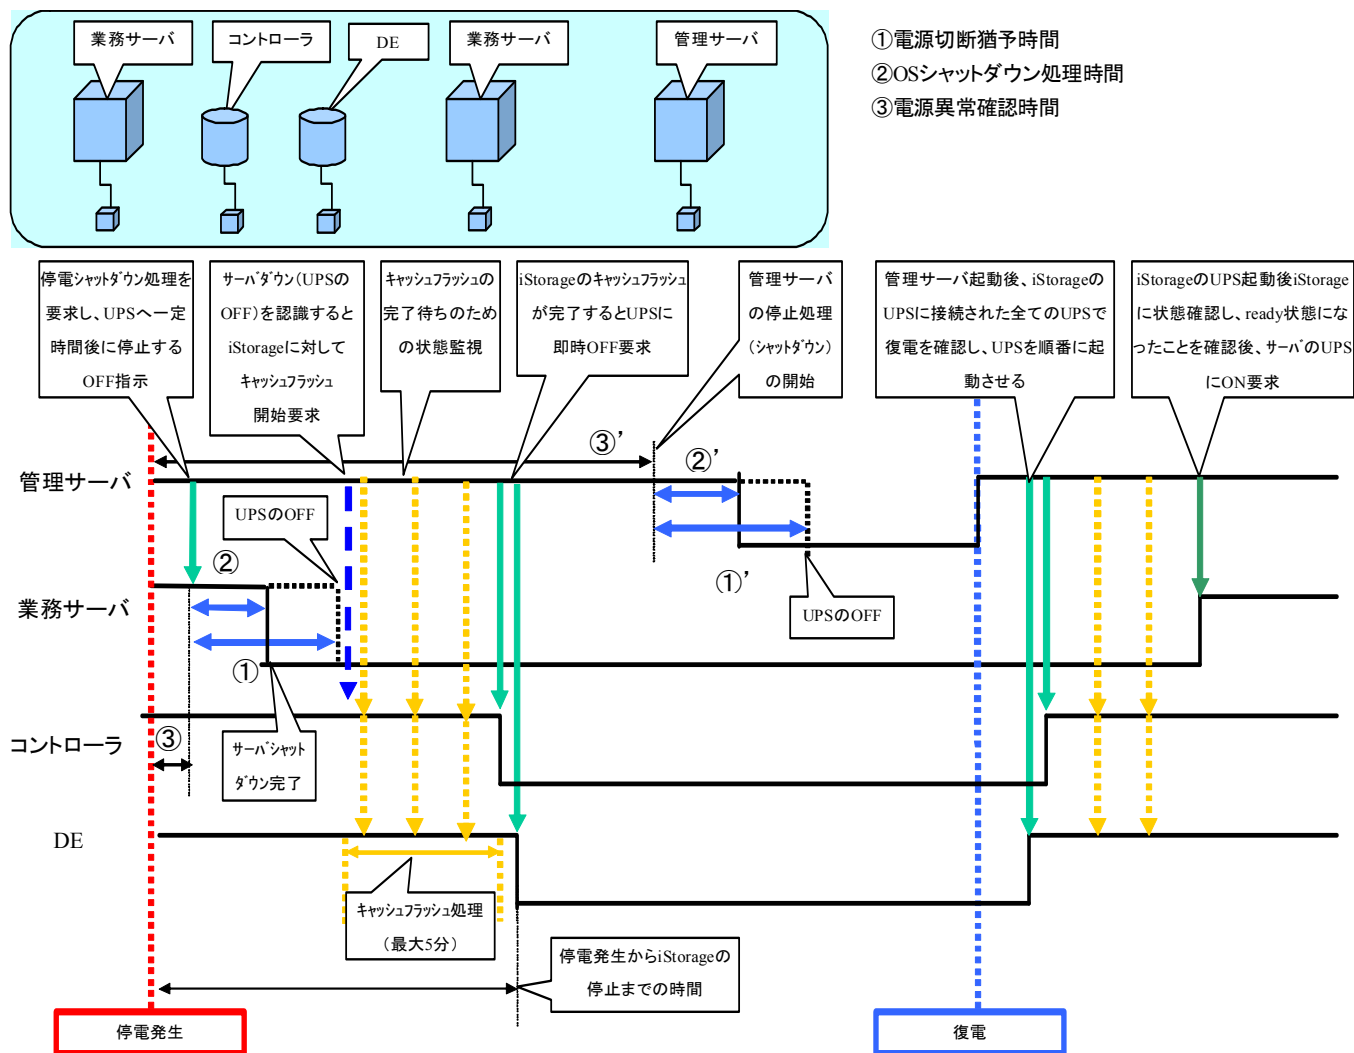 業務サーバ
コントローラ
DE
業務サーバ
管理サーバ
①電源切断猶予時間
②OSシャットダウン処理時間
③電源異常確認時間
停電シャットダウン処理を
要求し、UPSへ一定
時間後に停止する
OFF指示
サーバダウン（UPSの
OFF）を認識すると
iStorageに対して
キャッシュフラッシュ
開始要求
キャッシュフラッシュの
完了待ちのため
の状態監視
iStorageのキャッシュフラッシュ
が完了するとUPSに
即時OFF要求
管理サーバ
の停止処理
（シャットダウン）
の開始
管理サーバ起動後、iStorageの
UPSに接続された全てのUPSで
復電を確認し、UPSを順番に起
動させる
iStorageのUPS起動後iStorage
に状態確認し、ready状態にな
ったことを確認後、サーバのUPS
にON要求
③’
管理サーバ
②’
UPSのOFF
②
①’
業務サーバ
UPSのOFF
①
③
コントローラ
サーバシャット
ダウン完了
DE
キャッシュフラッシュ処理
（最大5分）
停電発生からiStorageの
停止までの時間
停電発生
復電